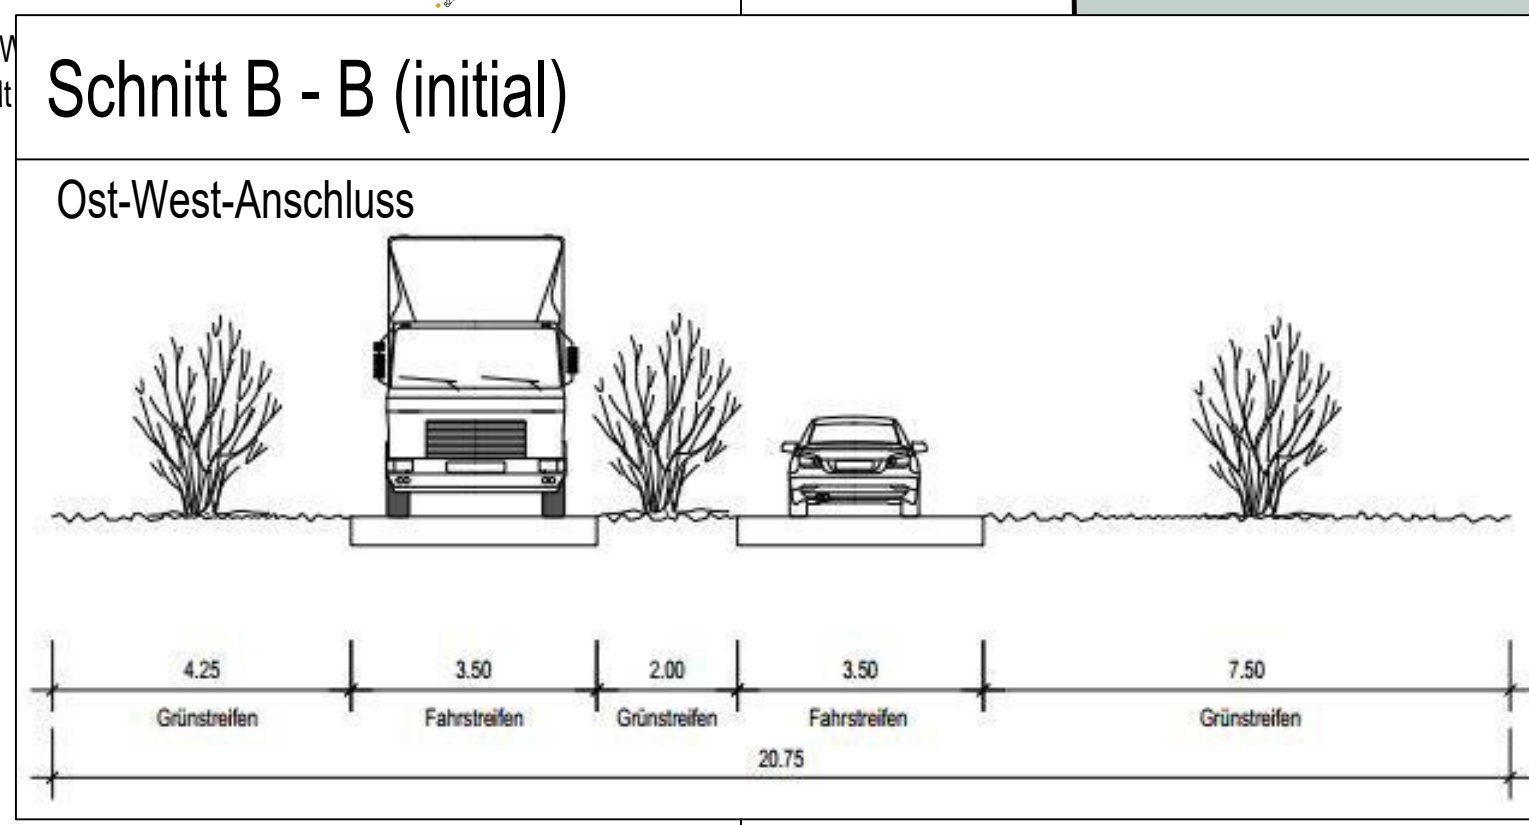 Schnitt B - B (initial)
Ost-West-Anschluss
4.25 3.50 2.00 3.50 7.50
Grünstreifen Fahrstreifen Grünstreifen Fahrstreifen Grünstreifen
20.75